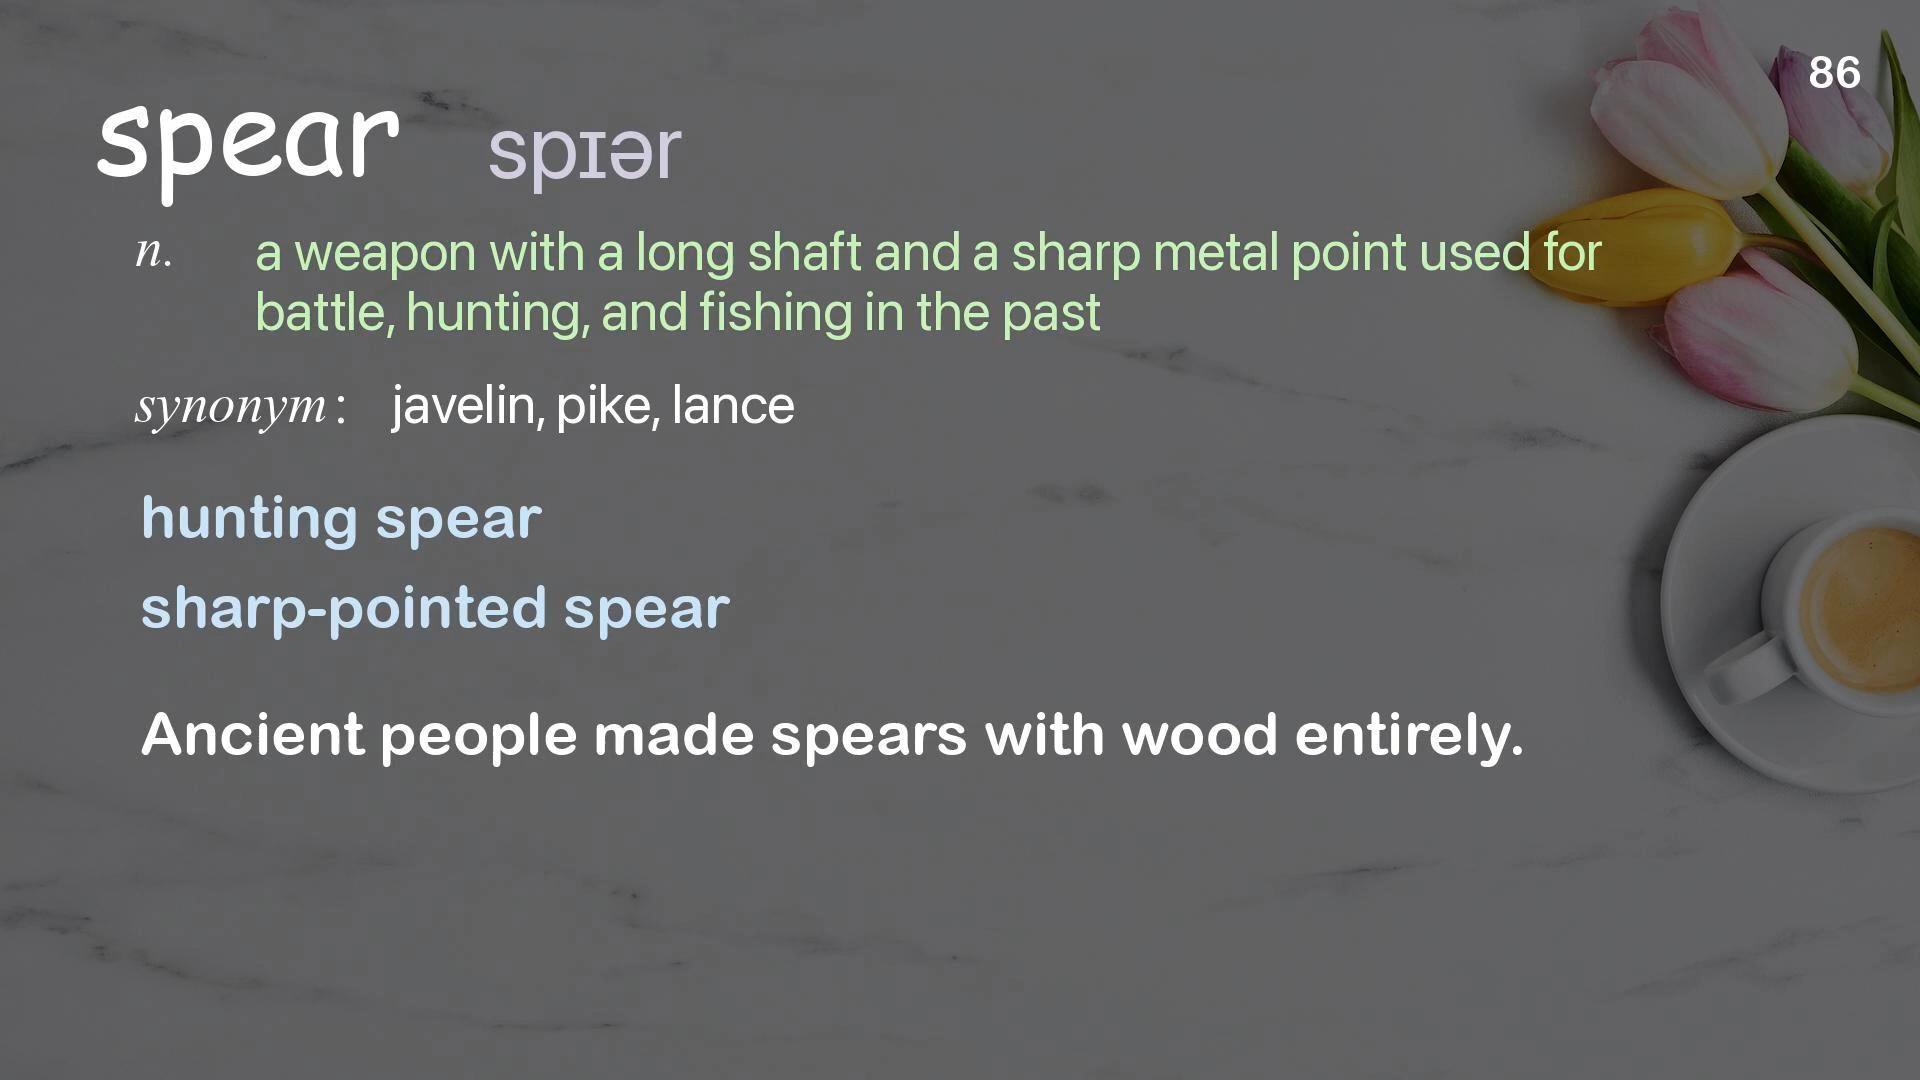 86
spear spɪər
n. a weapon with a long shaft and a sharp metal point used for
battle, hunting, and fishing in the past
synonym: javelin, pike, lance
hunting spear
sharp-pointed spear
Ancient people made spears with wood entirely.